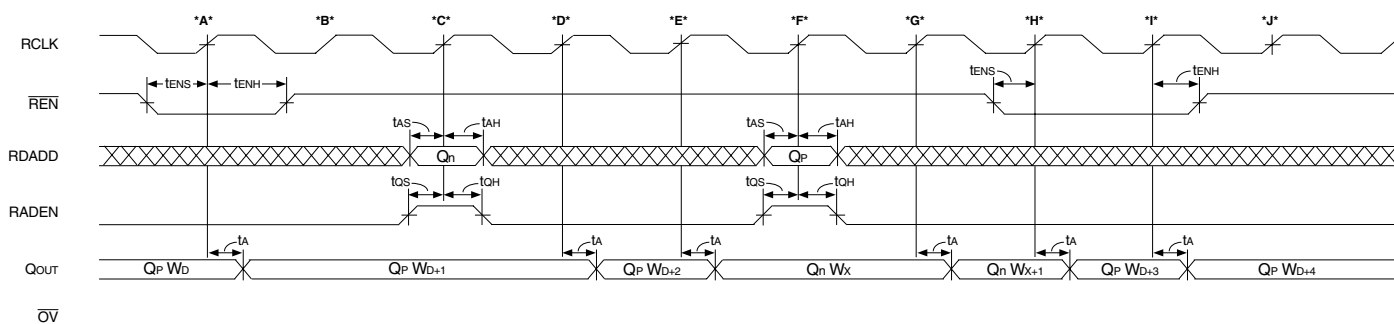 *A* *B* *C* *D* *E* *F* *G* *H* *I* *J*
RCLK
tENS tENH tENS tENH
REN
tAS tAH tAS tAH
RDADD Qn QP
tQS tQH tQS tQH
RADEN
tA tA tA tA tA tA
QOUT QP WD QP WD+1 QP WD+2 Qn WX Qn WX+1 QP WD+3 QP WD+4
OV